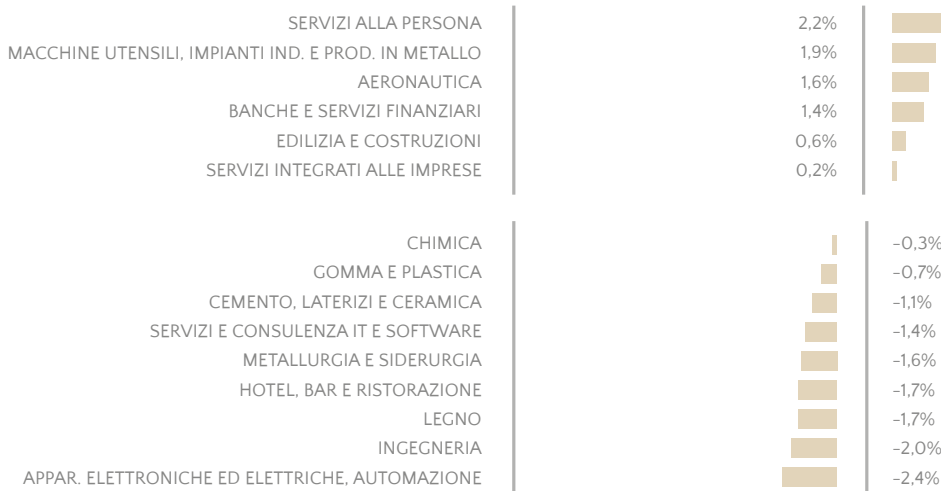 SERVIZI ALLA PERSONA 2,2%
MACCHINE UTENSILI, IMPIANTI IND. E PROD. IN METALLO 1,9%
AERONAUTICA 1,6%
BANCHE E SERVIZI FINANZIARI 1,4%
EDILIZIA E COSTRUZIONI 0,6%
SERVIZI INTEGRATI ALLE IMPRESE 0,2%
CHIMICA -0,3%
GOMMA E PLASTICA -0,7%
CEMENTO, LATERIZI E CERAMICA -1,1%
SERVIZI E CONSULENZA IT E SOFTWARE -1,4%
METALLURGIA E SIDERURGIA -1,6%
HOTEL, BAR E RISTORAZIONE -1,7%
LEGNO -1,7%
INGEGNERIA -2,0%
APPAR. ELETTRONICHE ED ELETTRICHE, AUTOMAZIONE -2,4%